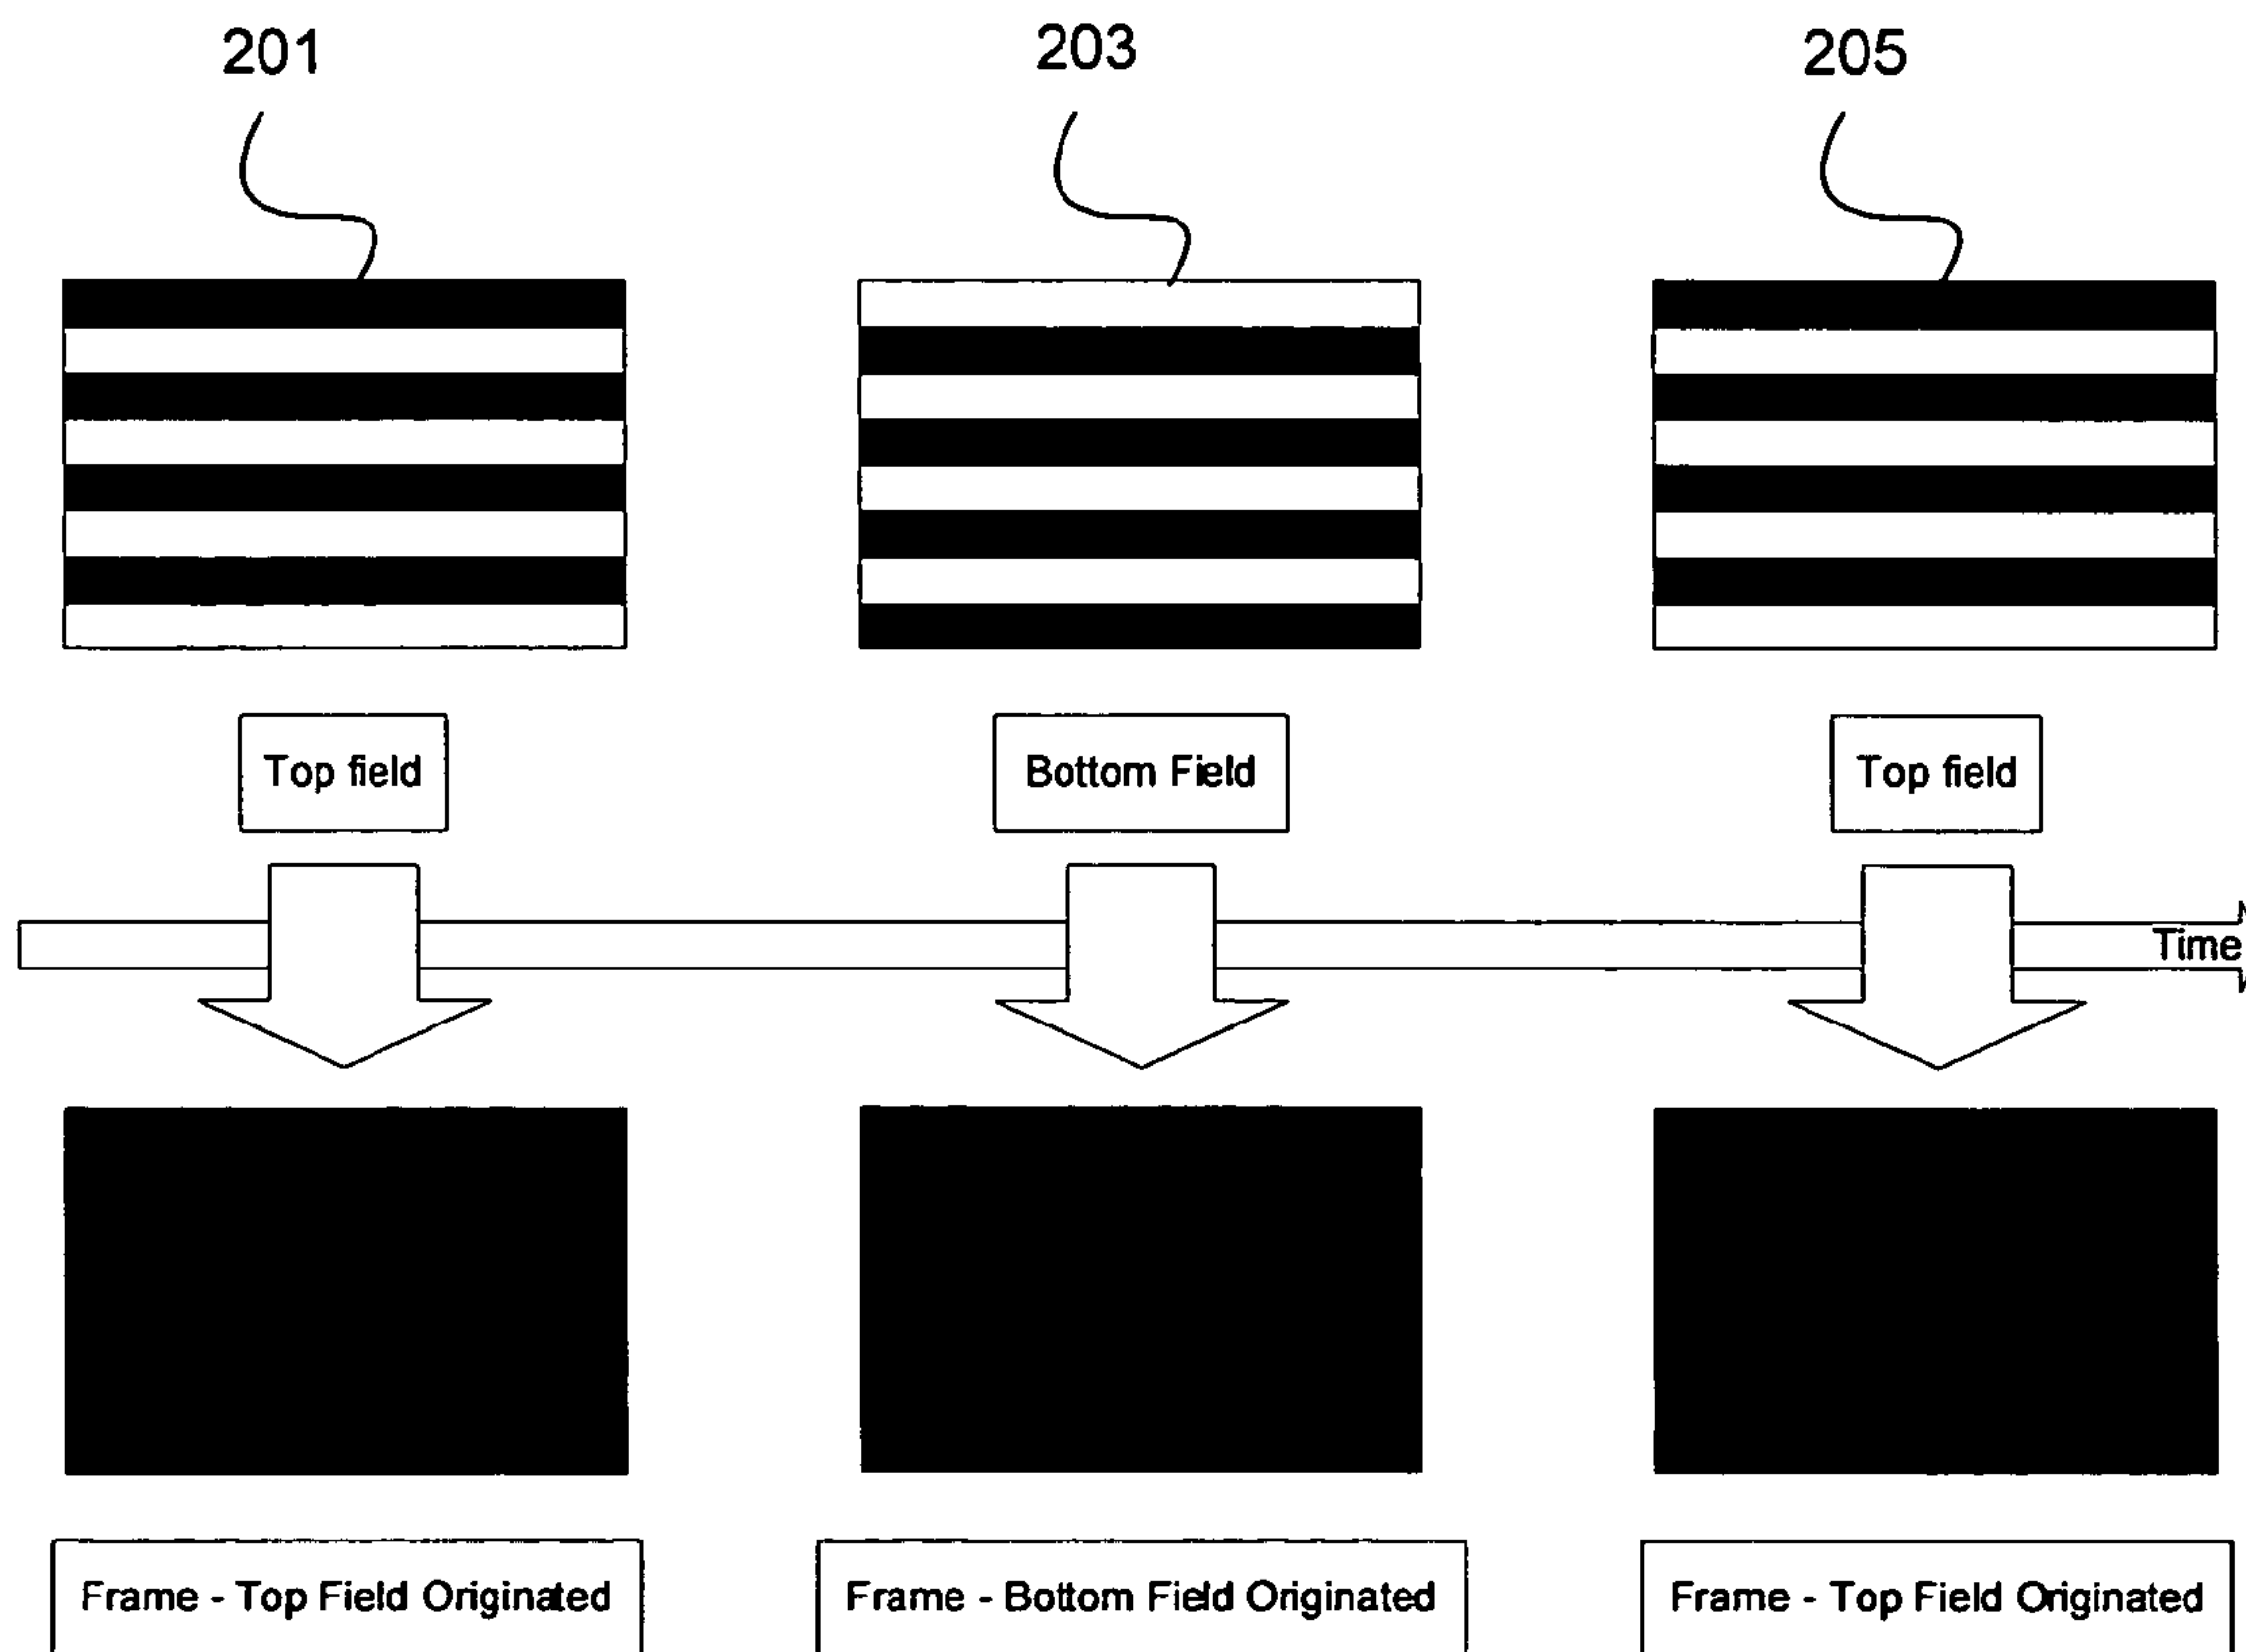 201
203
205
Top field
Bottom Field
Top field
Time
Frame - Top Field Originated
Frame - Bottom Field Originated
Frame - Top Field Originated